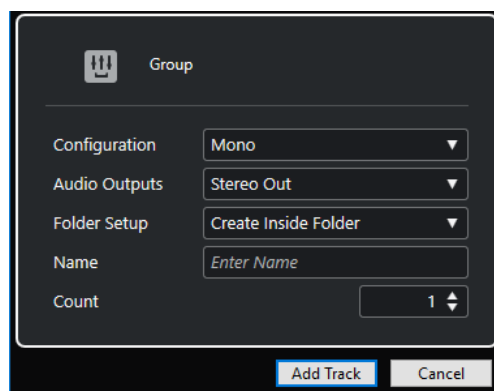 Group
Configuration Mono
Audio Outputs Stereo Out
Folder Setup Create Inside Folder
Name Enter Name
Count 1
Add Track Cancel